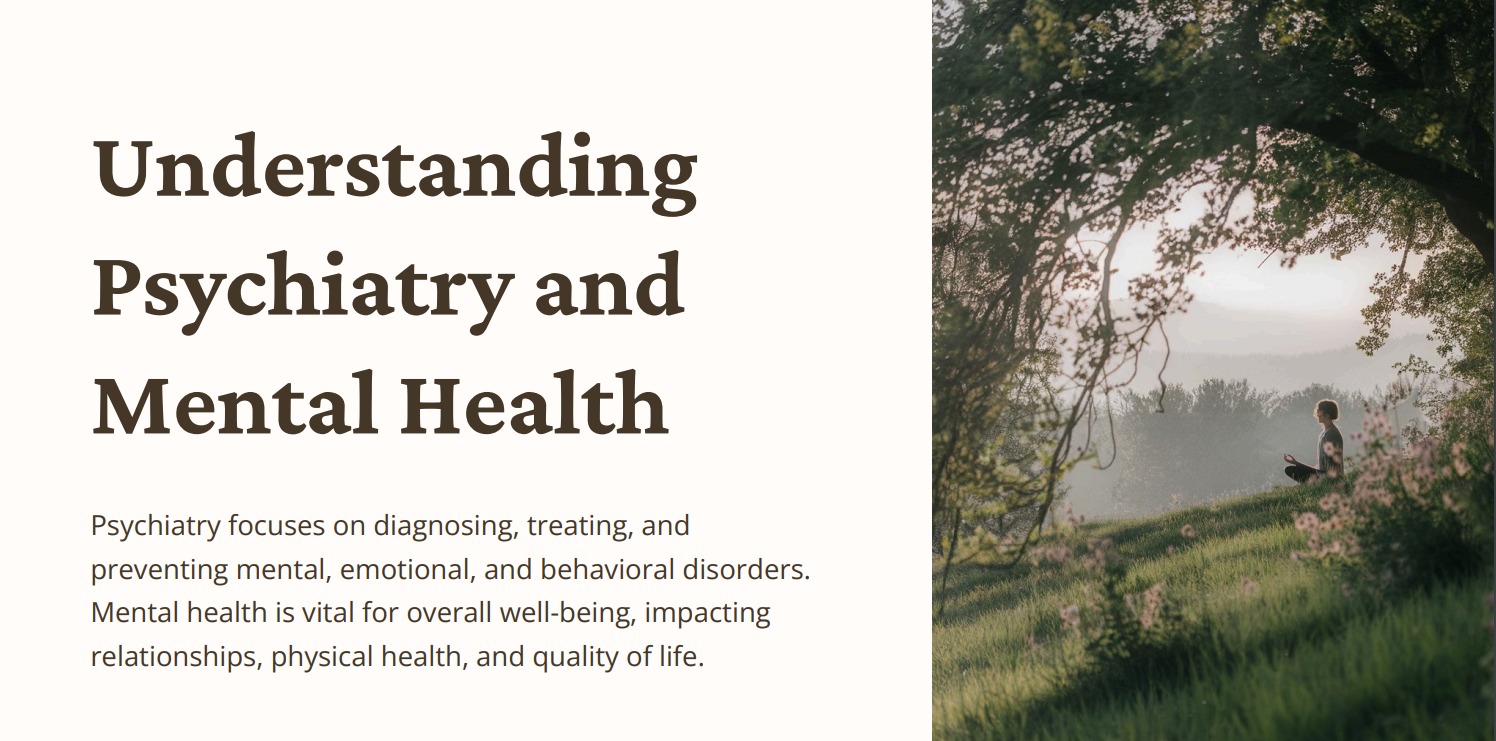 Understanding
Psychiatry and
Mental Health
Psychiatry focuses on diagnosing, treating, and
preventing mental, emotional, and behavioral disorders.
Mental health is vital for overall well-being, impacting
relationships, physical health, and quality of life.